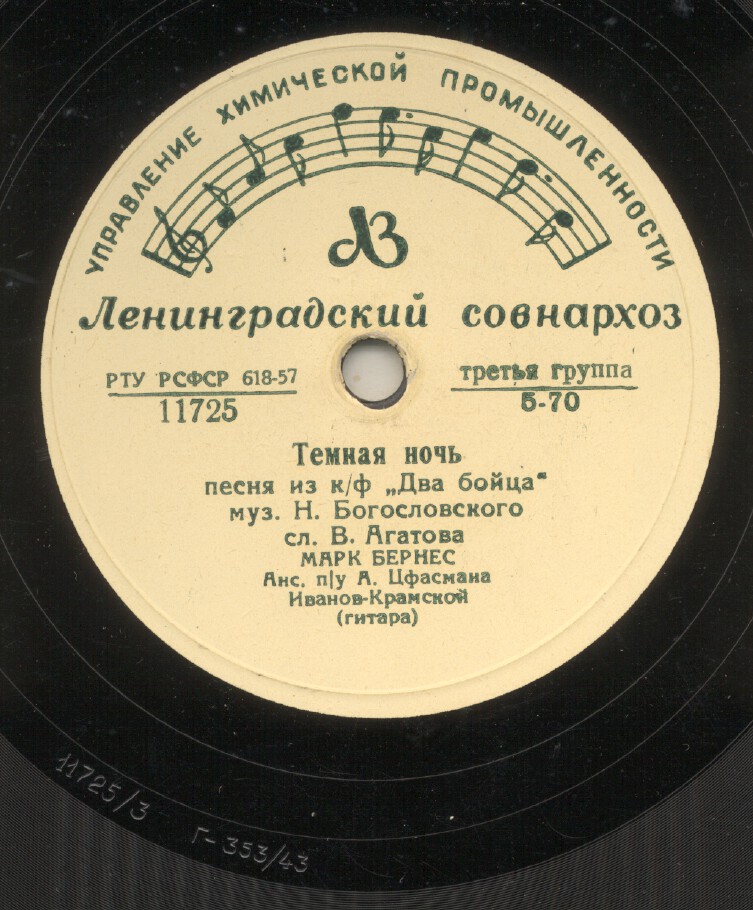 УПРАВЛЕНИЕ ХИМИЧЕСКОЙ ПРОМЫШЛЕННОСТИ
ЛЗ
Ленинградский совнархоз
РТУ РСФСР 618-57
11725
третья группа
5-70
Темная ночь
песня из к/ф „Два бойца“
муз. Н. Богословского
сл. В. Агатова
МАРК БЕРНЕС
Анс. п/у А. Цфасмана
Иванов-Крамской
(гитара)
11725/3
Г-353/43